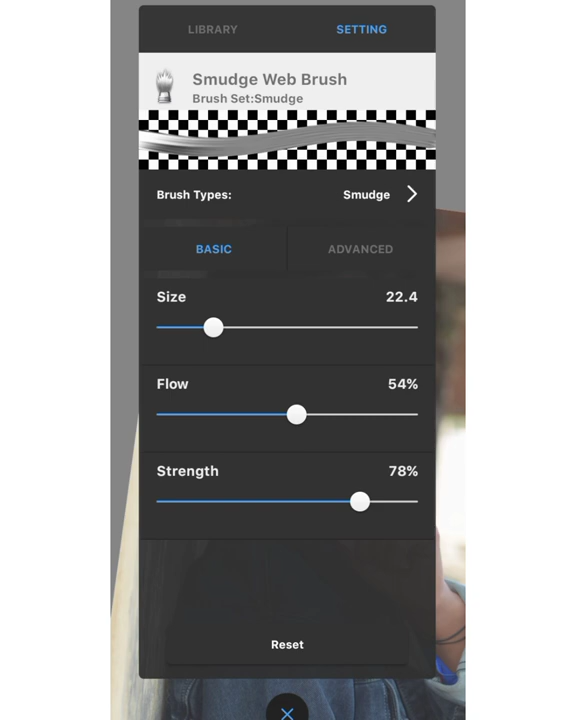 LIBRARY SETTING
Smudge Web Brush
Brush Set:Smudge
Brush Types: Smudge
BASIC ADVANCED
Size 22.4
Flow 54%
Strength 78%
Reset